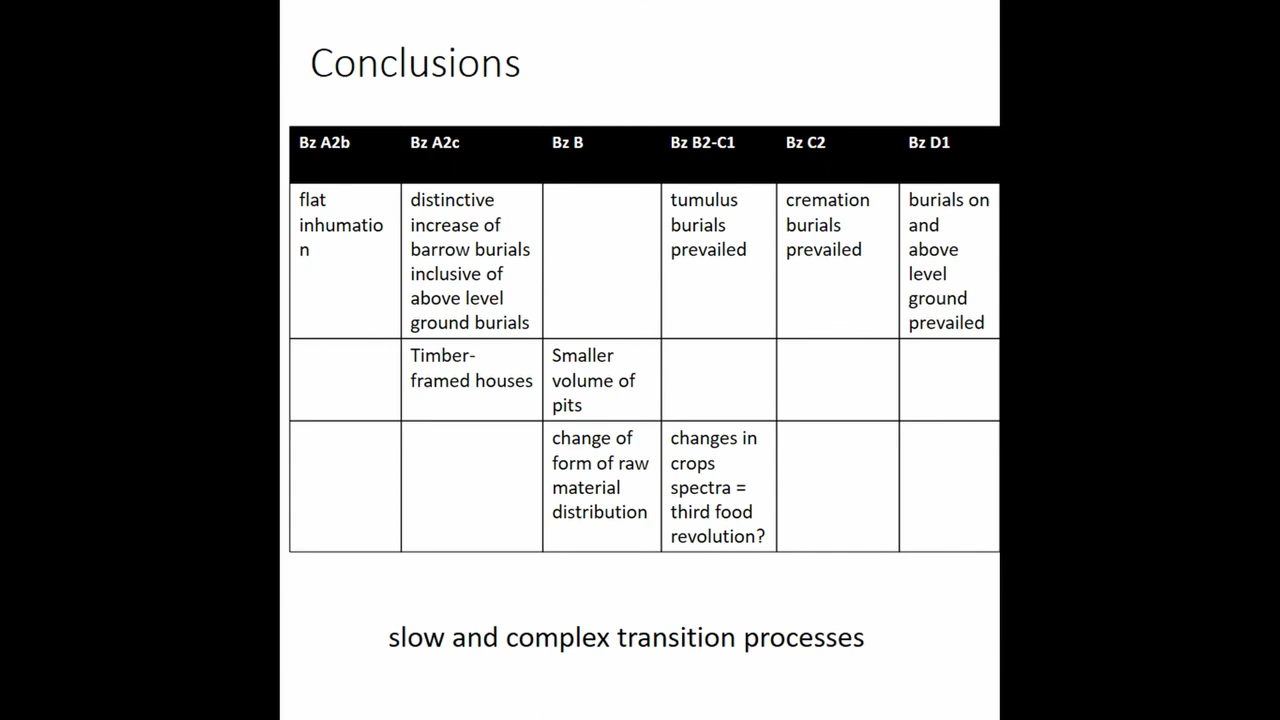 Conclusions
Bz A2b
Bz A2c
Bz B
Bz B2-C1
Bz C2
Bz D1
flat
inhumatio
n
distinctive
increase of
barrow burials
inclusive of
above level
ground burials
tumulus
burials
prevailed
cremation
burials
prevailed
burials on
and
above
level
ground
prevailed
Timber-
framed houses
Smaller
volume of
pits
change of
form of raw
material
distribution
changes in
crops
spectra =
third food
revolution?
slow and complex transition processes